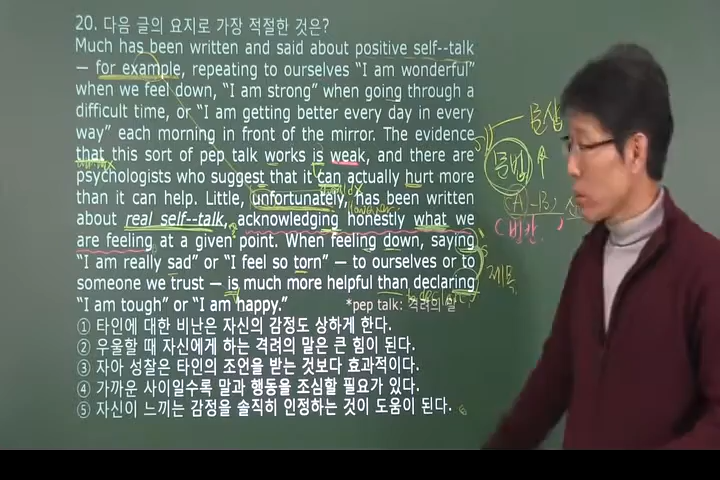 20. 다음 글의 요지로 가장 적절한 것은?
Much has been written and said about positive self--talk
— for example, repeating to ourselves “I am wonderful”
when we feel down, “I am strong” when going through a
difficult time, or “I am getting better every day in every
way” each morning in front of the mirror. The evidence
that this sort of pep talk works is weak, and there are
psychologists who suggest that it can actually hurt more
than it can help. Little, unfortunately, has been written
about real self--talk, acknowledging honestly what we
are feeling at a given point. When feeling down, saying
“I am really sad” or “I feel so torn” — to ourselves or to
someone we trust — is much more helpful than declaring
“I am tough” or “I am happy.”
*pep talk: 격려의 말
① 타인에 대한 비난은 자신의 감정도 상하게 한다.
② 우울할 때 자신에게 하는 격려의 말은 큰 힘이 된다.
③ 자아 성찰은 타인의 조언을 받는 것보다 효과적이다.
④ 가까운 사이일수록 말과 행동을 조심할 필요가 있다.
⑤ 자신이 느끼는 감정을 솔직히 인정하는 것이 도움이 된다.
제목